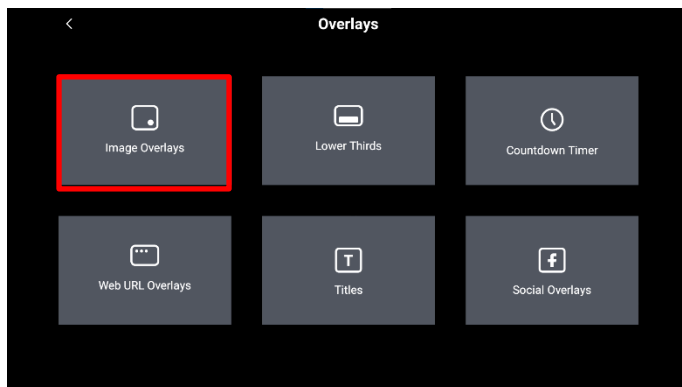 Overlays
Image Overlays
Lower Thirds
Countdown Timer
Web URL Overlays
T
Titles
f
Social Overlays